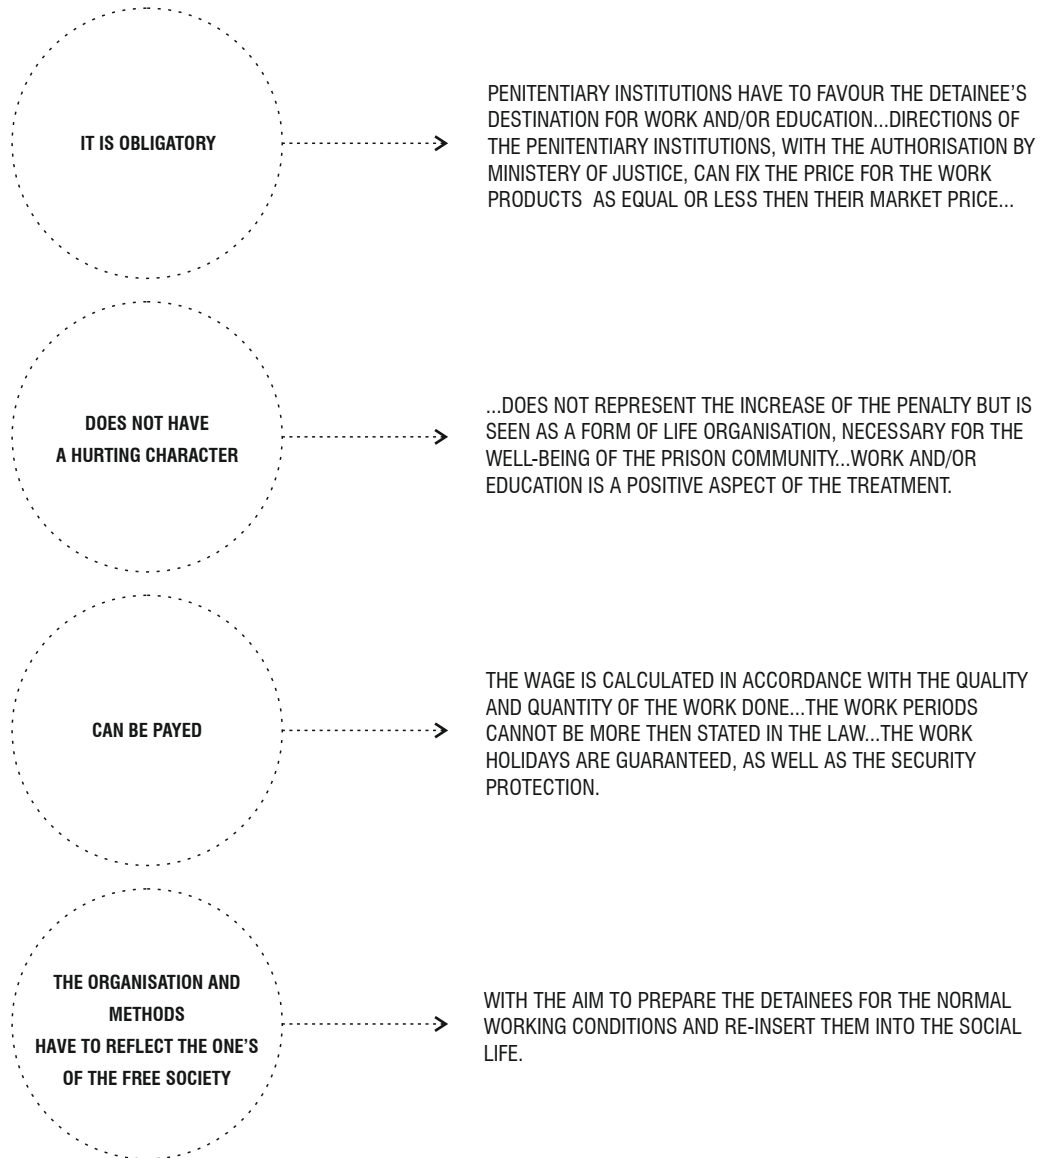 IT IS OBLIGATORY
PENITENTIARY INSTITUTIONS HAVE TO FAVOUR THE DETAINEE'S
DESTINATION FOR WORK AND/OR EDUCATION...DIRECTIONS OF
THE PENITENTIARY INSTITUTIONS, WITH THE AUTHORISATION BY
MINISTERY OF JUSTICE, CAN FIX THE PRICE FOR THE WORK
PRODUCTS  AS EQUAL OR LESS THEN THEIR MARKET PRICE...
DOES NOT HAVE
A HURTING CHARACTER
...DOES NOT REPRESENT THE INCREASE OF THE PENALTY BUT IS
SEEN AS A FORM OF LIFE ORGANISATION, NECESSARY FOR THE
WELL-BEING OF THE PRISON COMMUNITY...WORK AND/OR
EDUCATION IS A POSITIVE ASPECT OF THE TREATMENT.
CAN BE PAYED
THE WAGE IS CALCULATED IN ACCORDANCE WITH THE QUALITY
AND QUANTITY OF THE WORK DONE...THE WORK PERIODS
CANNOT BE MORE THEN STATED IN THE LAW...THE WORK
HOLIDAYS ARE GUARANTEED, AS WELL AS THE SECURITY
PROTECTION.
THE ORGANISATION AND
METHODS
HAVE TO REFLECT THE ONE'S
OF THE FREE SOCIETY
WITH THE AIM TO PREPARE THE DETAINEES FOR THE NORMAL
WORKING CONDITIONS AND RE-INSERT THEM INTO THE SOCIAL
LIFE.